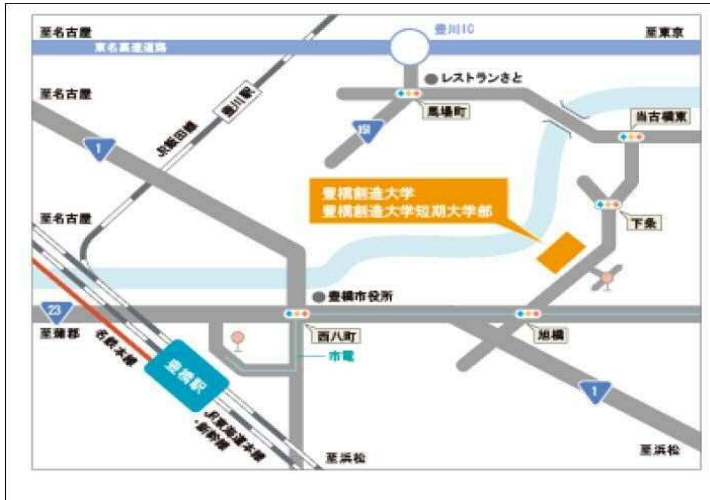 至名古屋
東名高速道路
豊川IC
至東京
レストランさと
至名古屋
豊川駅
JR飯田線
151
馬場町
当古橋東
1
豊橋創造大学
豊橋創造大学短期大学部
至名古屋
下条
23
豊橋市役所
至蒲郡
名鉄本線
西八町
旭橋
市電
豊橋駅
1
JR東海道本線
・新幹線
至浜松
至浜松